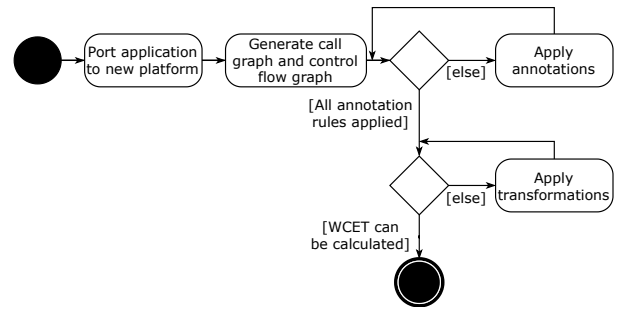 Port application
to new platform
Generate call
graph and control
flow graph
[else]
Apply
annotations
[All annotation
rules applied]
[else]
Apply
transformations
[WCET can
be calculated]